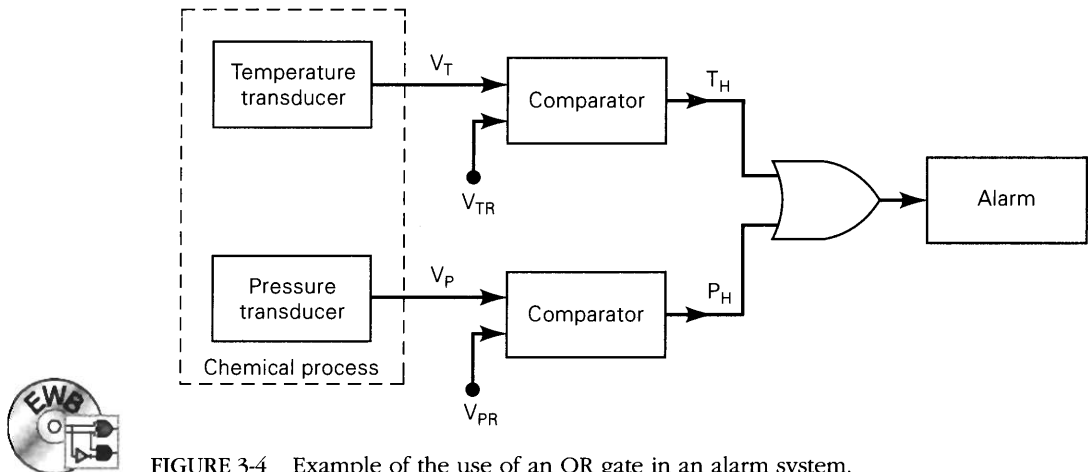 Temperature
transducer
V_T
Comparator
T_H
V_TR
Alarm
Pressure
transducer
V_P
Comparator
P_H
Chemical process
V_PR
EWB
FIGURE 3-4 Example of the use of an OR gate in an alarm system.